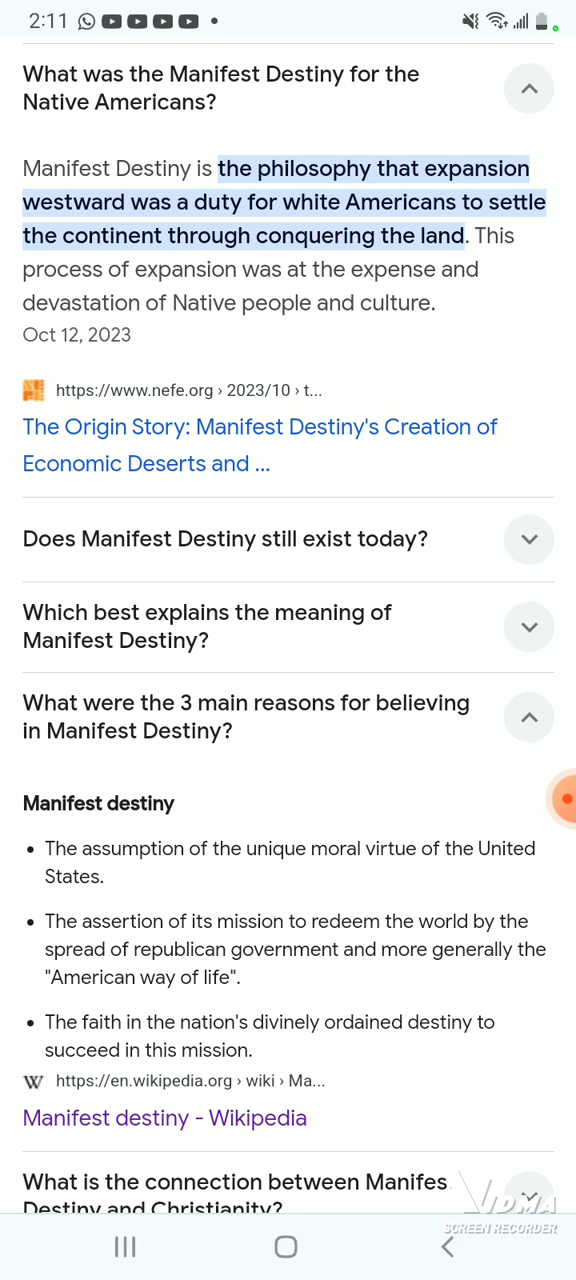 2:11
What was the Manifest Destiny for the
Native Americans?
Manifest Destiny is the philosophy that expansion
westward was a duty for white Americans to settle
the continent through conquering the land. This
process of expansion was at the expense and
devastation of Native people and culture.
Oct 12, 2023
https://www.nefe.org › 2023/10 › t...
The Origin Story: Manifest Destiny's Creation of
Economic Deserts and ...
Does Manifest Destiny still exist today?
Which best explains the meaning of
Manifest Destiny?
What were the 3 main reasons for believing
in Manifest Destiny?
Manifest destiny
• The assumption of the unique moral virtue of the United
States.
• The assertion of its mission to redeem the world by the
spread of republican government and more generally the
"American way of life".
• The faith in the nation's divinely ordained destiny to
succeed in this mission.
W https://en.wikipedia.org › wiki › Ma...
Manifest destiny - Wikipedia
What is the connection between Manifes
Destiny and Christianity?
VIDMA
SCREEN RECORDER